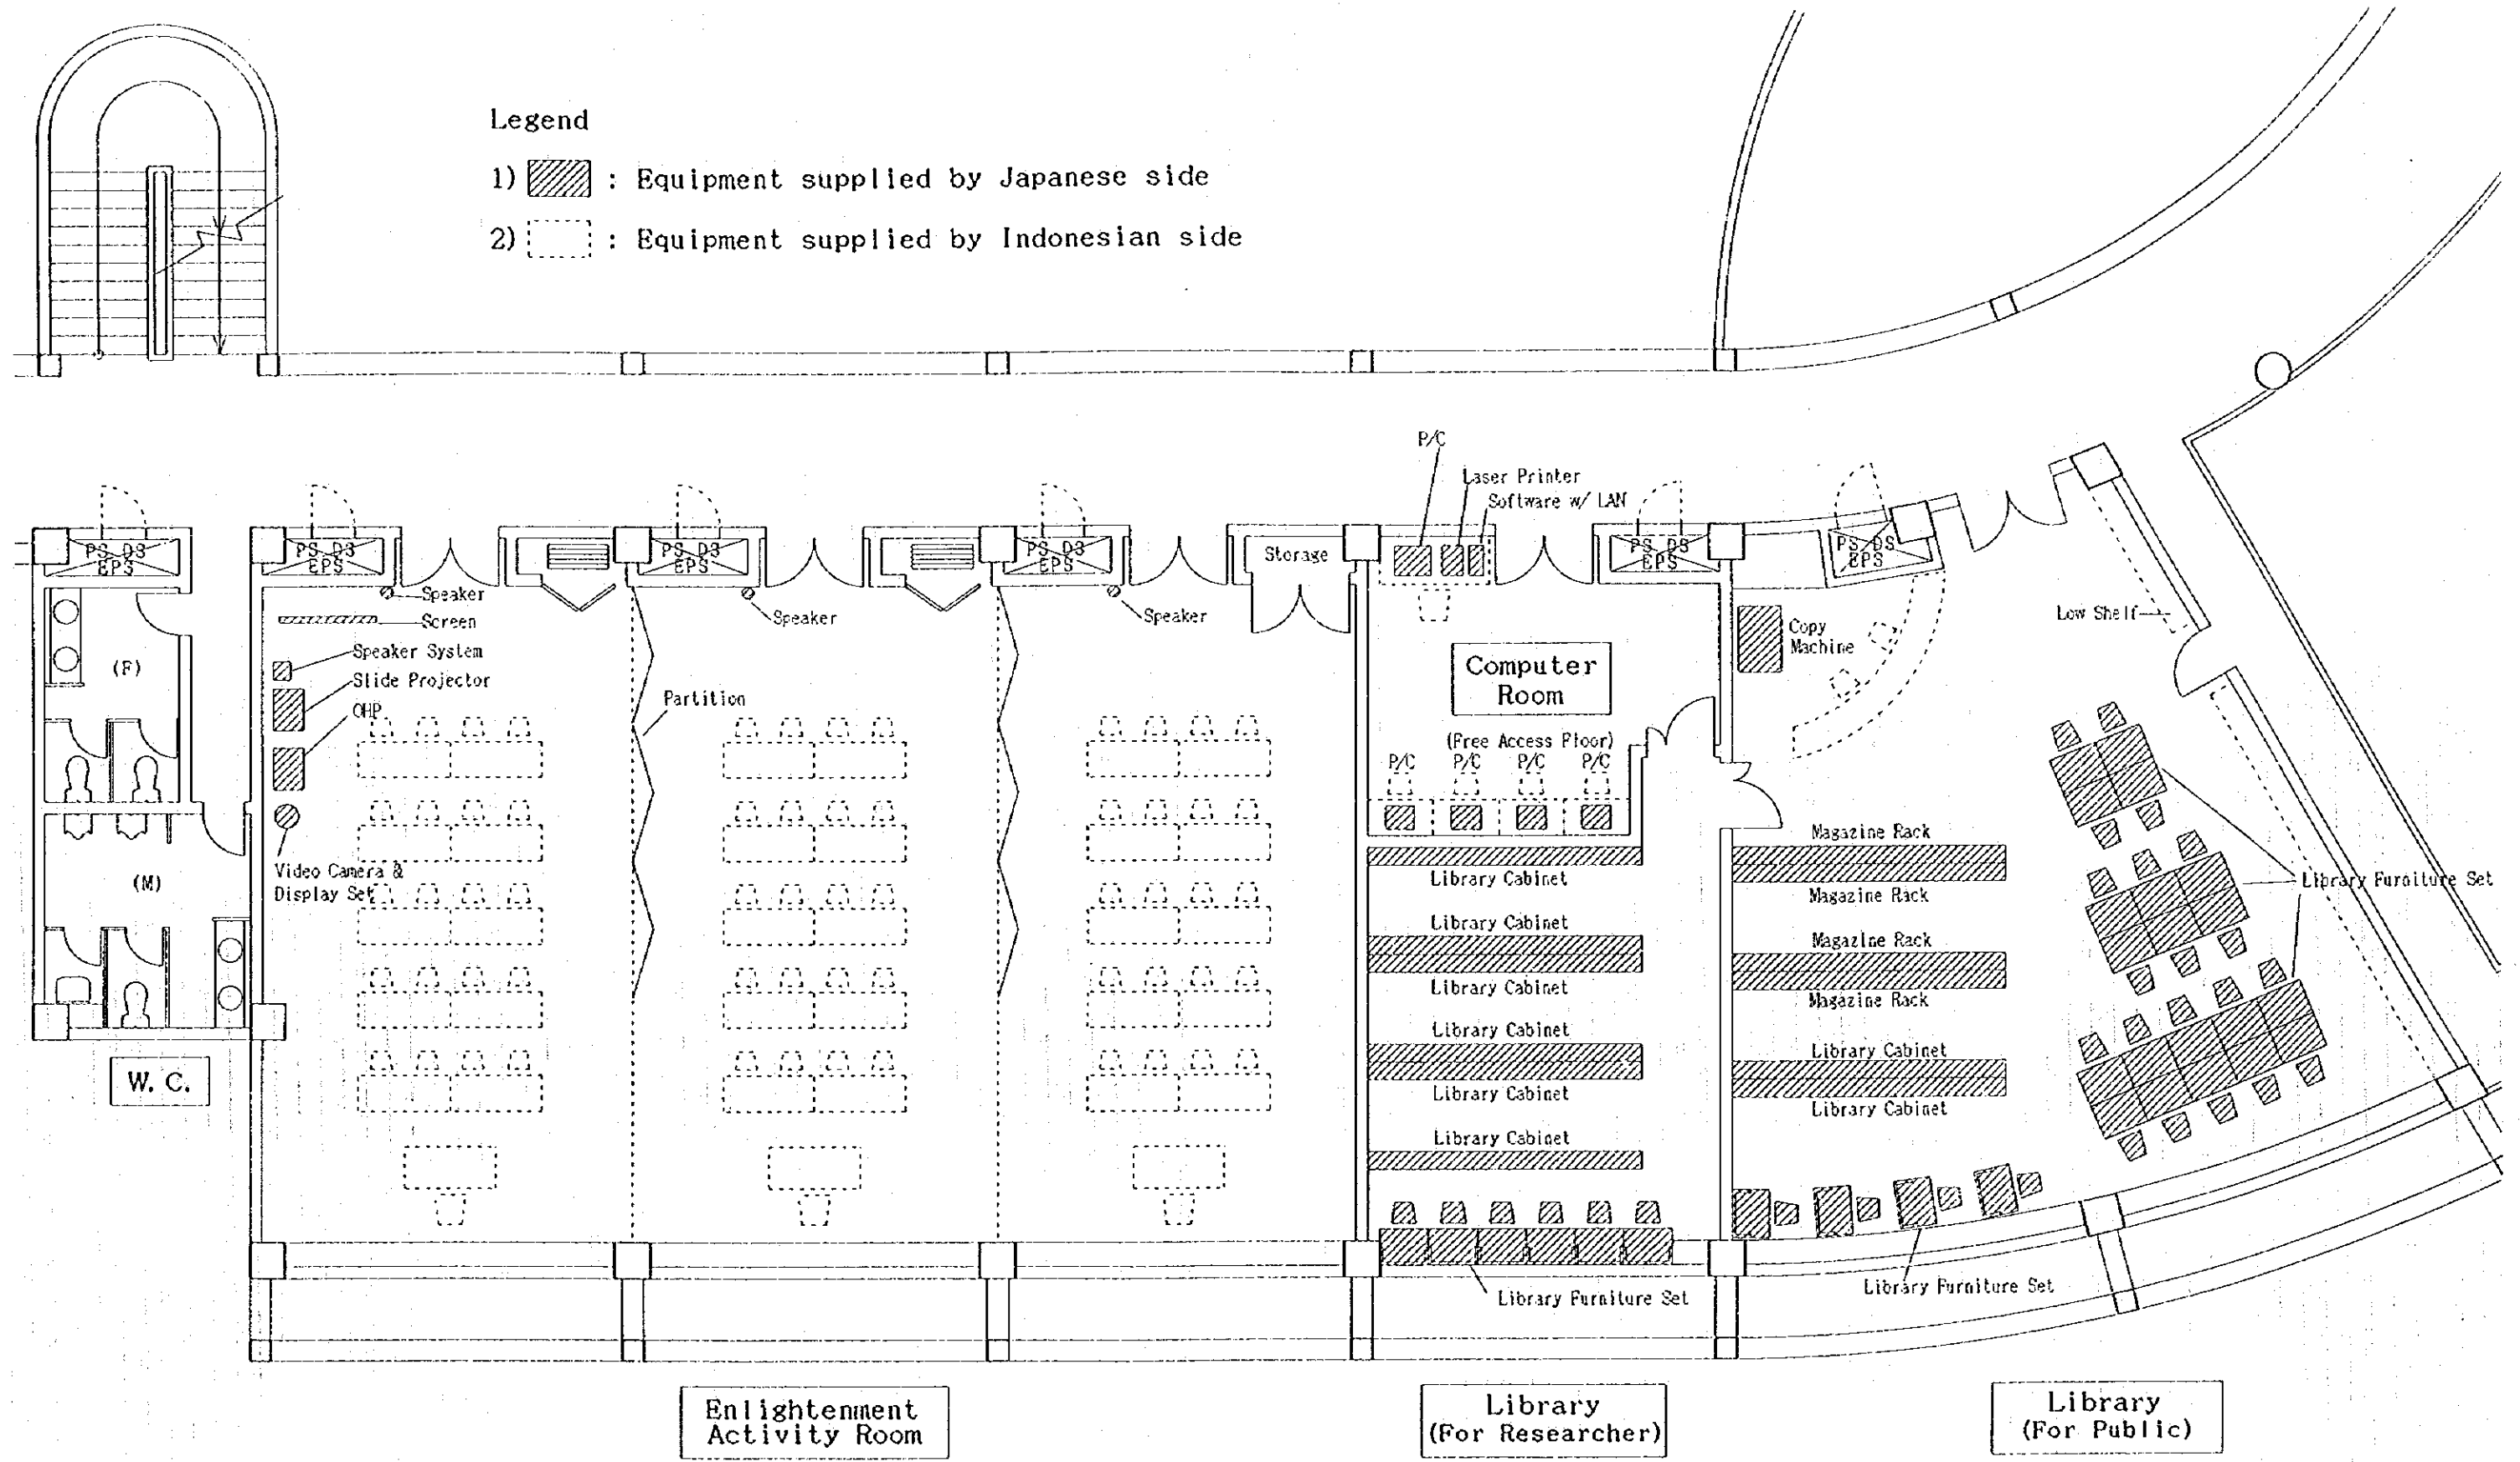 Legend
1) : Equipment supplied by Japanese side
2) : Equipment supplied by Indonesian side
P/C
Laser Printer
Software w/ LAN
PS DS
EPS
PS DS
EPS
PS DS
EPS
PS DS
EPS
Storage
PS DS
EPS
PS DS
EPS
Speaker
Screen
Speaker
Speaker
Speaker System
Slide Projector
OHP
Partition
Video Camera &
Display Set
(F)
(M)
W. C.
Computer
Room
(Free Access Floor)
P/C
P/C
P/C
P/C
Copy
Machine
Low Shelf
Library Cabinet
Library Cabinet
Library Cabinet
Library Cabinet
Library Cabinet
Library Cabinet
Magazine Rack
Magazine Rack
Magazine Rack
Magazine Rack
Library Cabinet
Library Cabinet
Library Furniture Set
Library Furniture Set
Library Furniture Set
Enlightenment
Activity Room
Library
(For Researcher)
Library
(For Public)